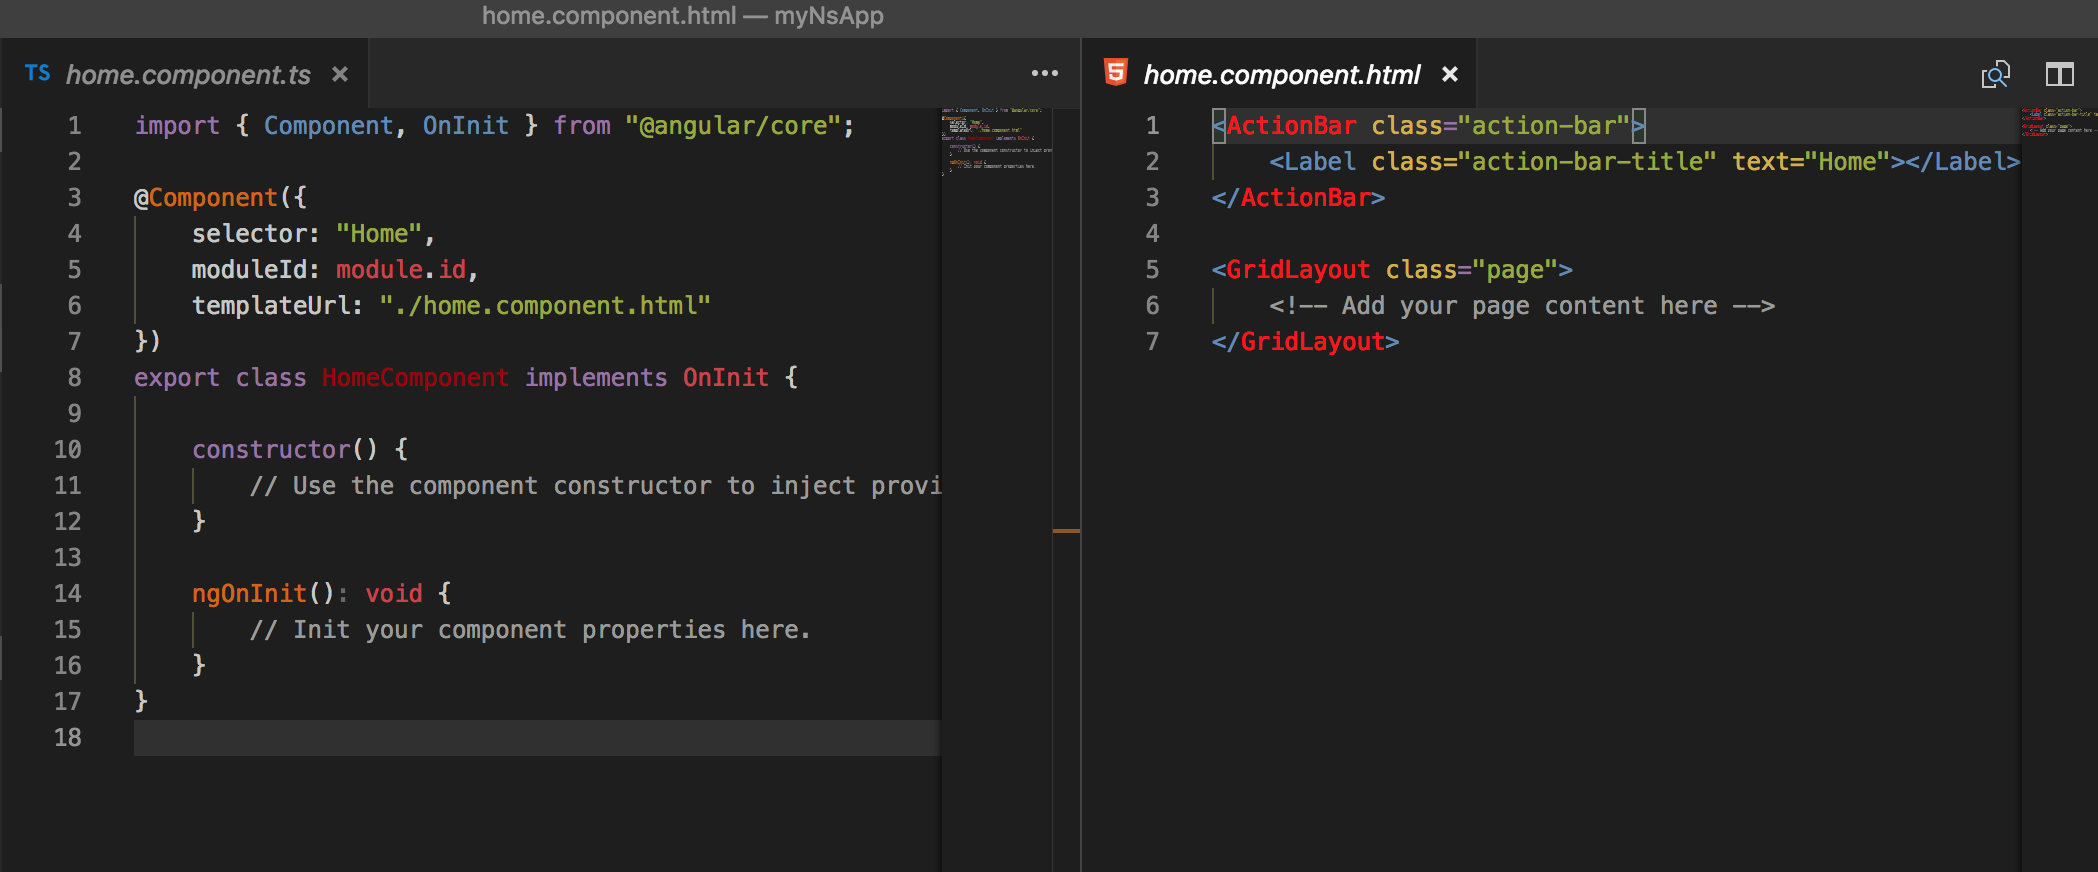 home.component.html — myNsApp
TS home.component.ts ×
1 import { Component, OnInit } from "@angular/core";
2
3 @Component({
4     selector: "Home",
5     moduleId: module.id,
6     templateUrl: "./home.component.html"
7 })
8 export class HomeComponent implements OnInit {
9
10     constructor() {
11         // Use the component constructor to inject provi
12     }
13
14     ngOnInit(): void {
15         // Init your component properties here.
16     }
17 }
18
5 home.component.html ×
1 <ActionBar class="action-bar">
2     <Label class="action-bar-title" text="Home"></Label>
3 </ActionBar>
4
5 <GridLayout class="page">
6     <!-- Add your page content here -->
7 </GridLayout>